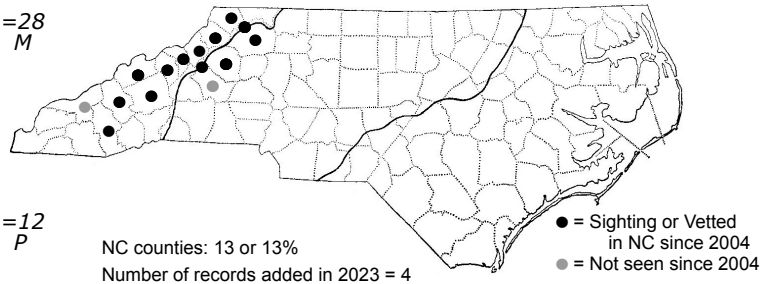 =28
M
=12
P
NC counties: 13 or 13%
Number of records added in 2023 = 4
● = Sighting or Vetted
in NC since 2004
● = Not seen since 2004